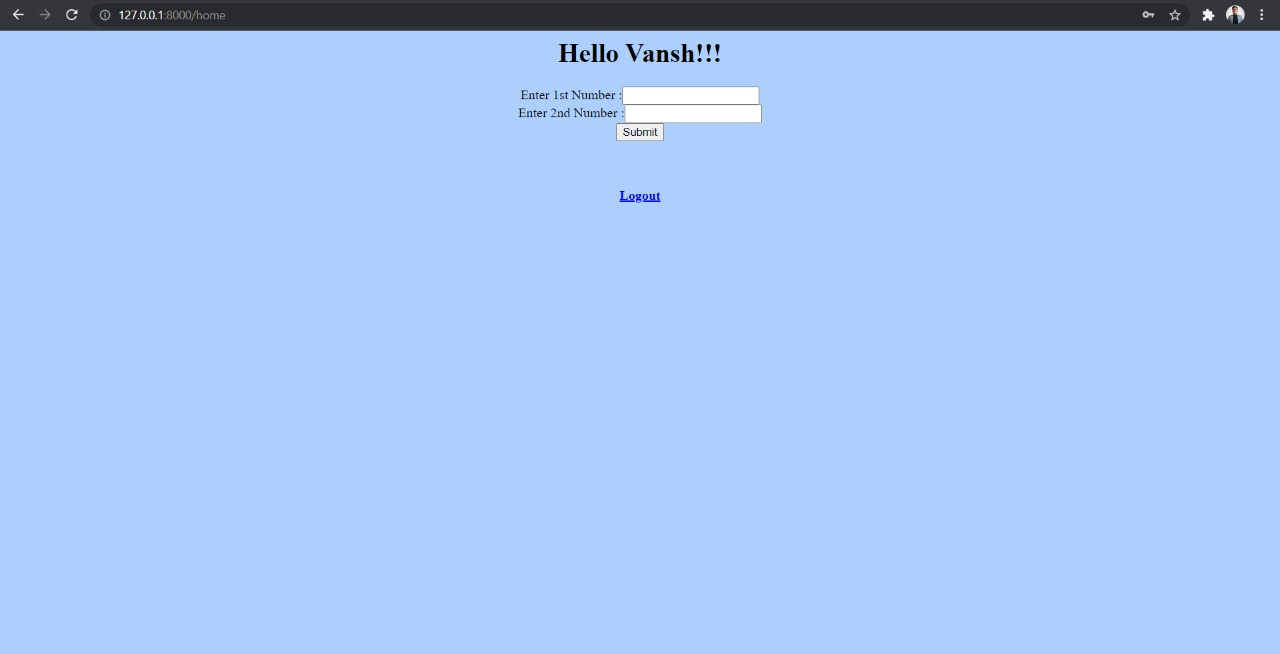 127.0.0.1:8000/home
Hello Vansh!!!
Enter 1st Number :
Enter 2nd Number :
Submit
Logout